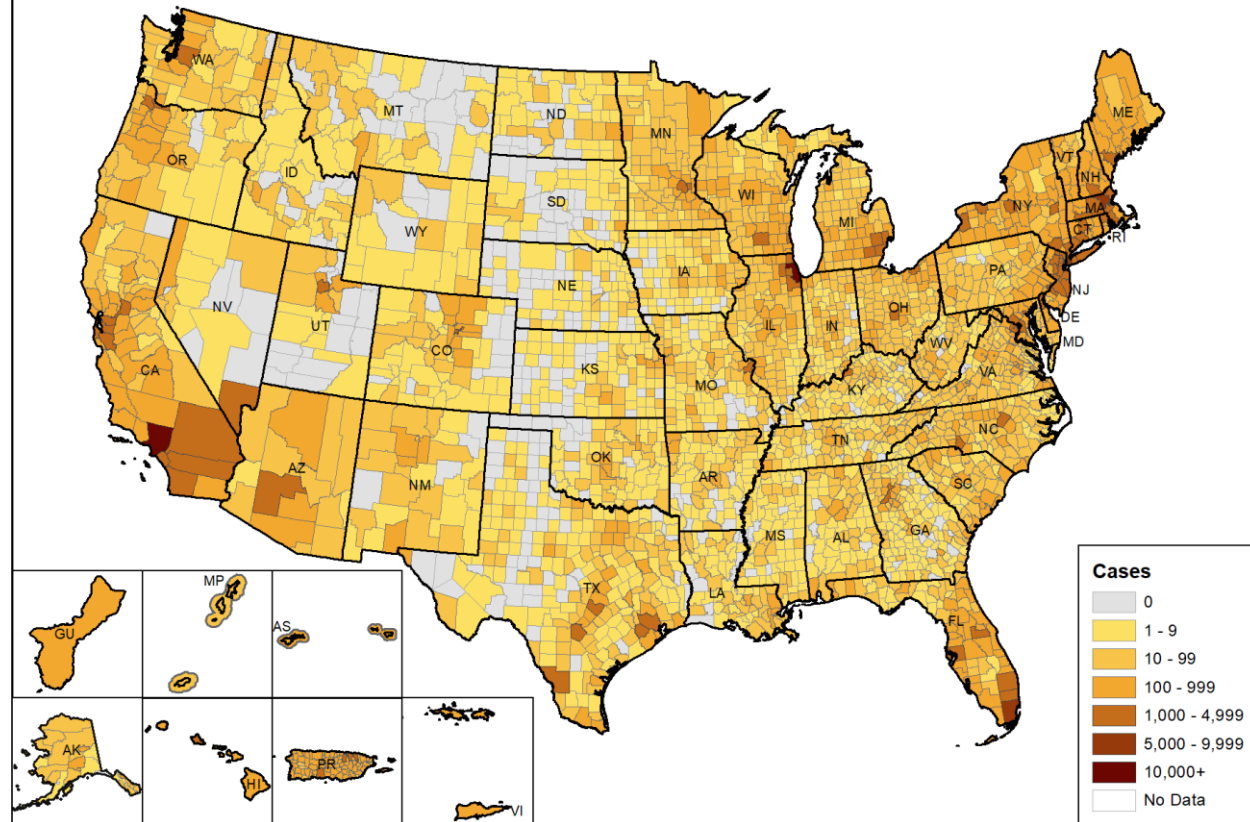 WA
MT
ND
MN
ME
OR
ID
SD
WI
VT
NH
NY
MA
WY
MI
CT
RI
IA
PA
NE
NV
NJ
UT
IL
IN
OH
DE
CO
MD
CA
KS
WV
MO
VA
KY
NC
TN
OK
AZ
AR
NM
SC
MS
AL
GA
TX
LA
FL
MP
GU
AS
AK
HI
PR
VI
Cases
0
1 - 9
10 - 99
100 - 999
1,000 - 4,999
5,000 - 9,999
10,000+
No Data